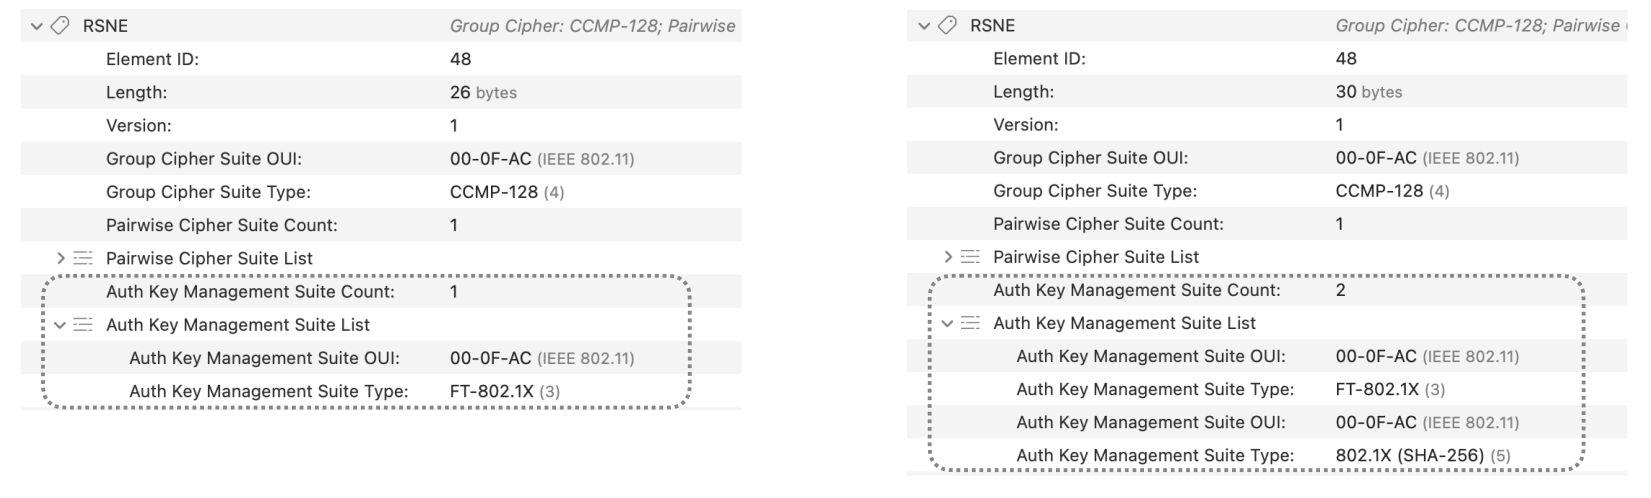 RSNE Group Cipher: CCMP-128; Pairwise
Element ID: 48
Length: 26 bytes
Version: 1
Group Cipher Suite OUI: 00-0F-AC (IEEE 802.11)
Group Cipher Suite Type: CCMP-128 (4)
Pairwise Cipher Suite Count: 1
Pairwise Cipher Suite List
Auth Key Management Suite Count: 1
Auth Key Management Suite List
Auth Key Management Suite OUI: 00-0F-AC (IEEE 802.11)
Auth Key Management Suite Type: FT-802.1X (3)
RSNE Group Cipher: CCMP-128; Pairwise
Element ID: 48
Length: 30 bytes
Version: 1
Group Cipher Suite OUI: 00-0F-AC (IEEE 802.11)
Group Cipher Suite Type: CCMP-128 (4)
Pairwise Cipher Suite Count: 1
Pairwise Cipher Suite List
Auth Key Management Suite Count: 2
Auth Key Management Suite List
Auth Key Management Suite OUI: 00-0F-AC (IEEE 802.11)
Auth Key Management Suite Type: FT-802.1X (3)
Auth Key Management Suite OUI: 00-0F-AC (IEEE 802.11)
Auth Key Management Suite Type: 802.1X (SHA-256) (5)